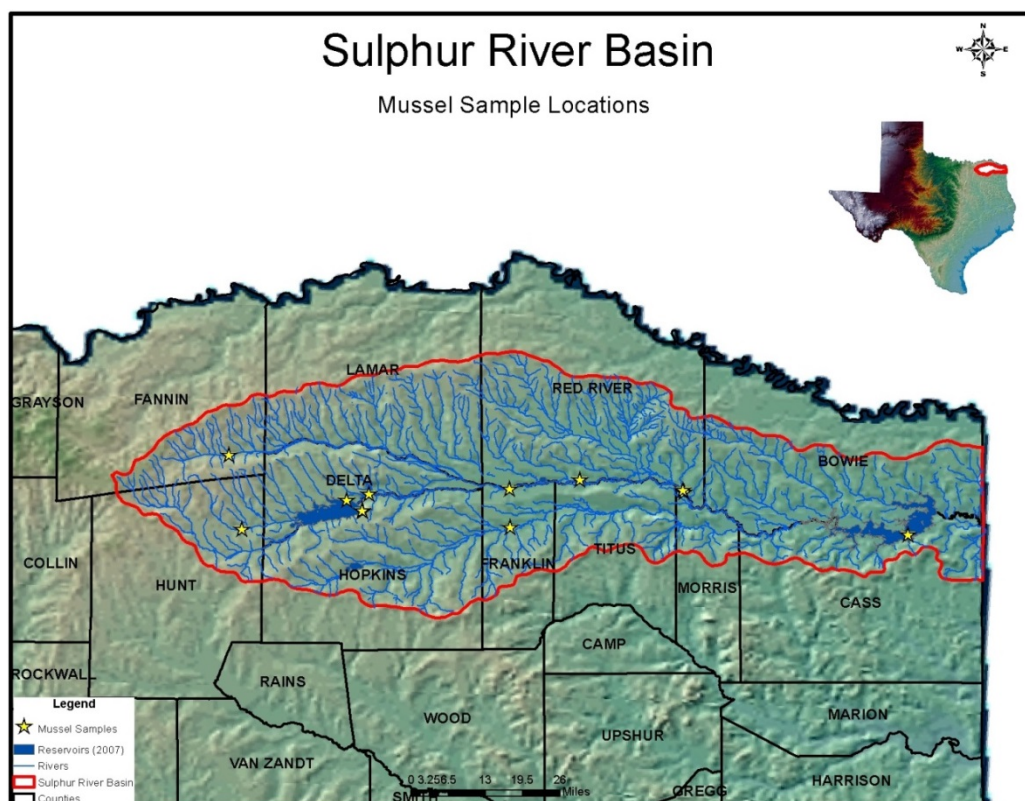 Sulphur River Basin
Mussel Sample Locations
N
W E
S
LAMAR
RED RIVER
GRAYSON
FANNIN
BOWIE
DELTA
COLLIN
HUNT
HOPKINS
FRANKLIN
TITUS
MORRIS
CASS
CAMP
ROCKWALL
RAINS
WOOD
MARION
UPSHUR
VAN ZANDT
SMITH
GREGG
HARRISON
Legend
Mussel Samples
Reservoirs (2007)
Rivers
Sulphur River Basin
Counties
0 3.25 6.5 13 19.5 26
Miles